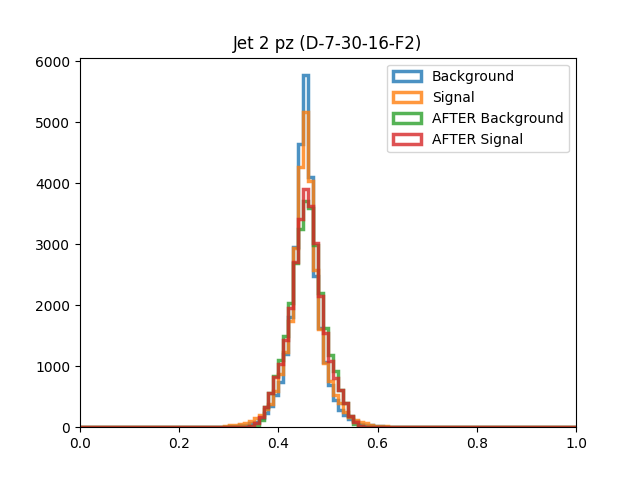 Jet 2 pz (D-7-30-16-F2)
Background
Signal
AFTER Background
AFTER Signal
6000
5000
4000
3000
2000
1000
0
0.0 0.2 0.4 0.6 0.8 1.0